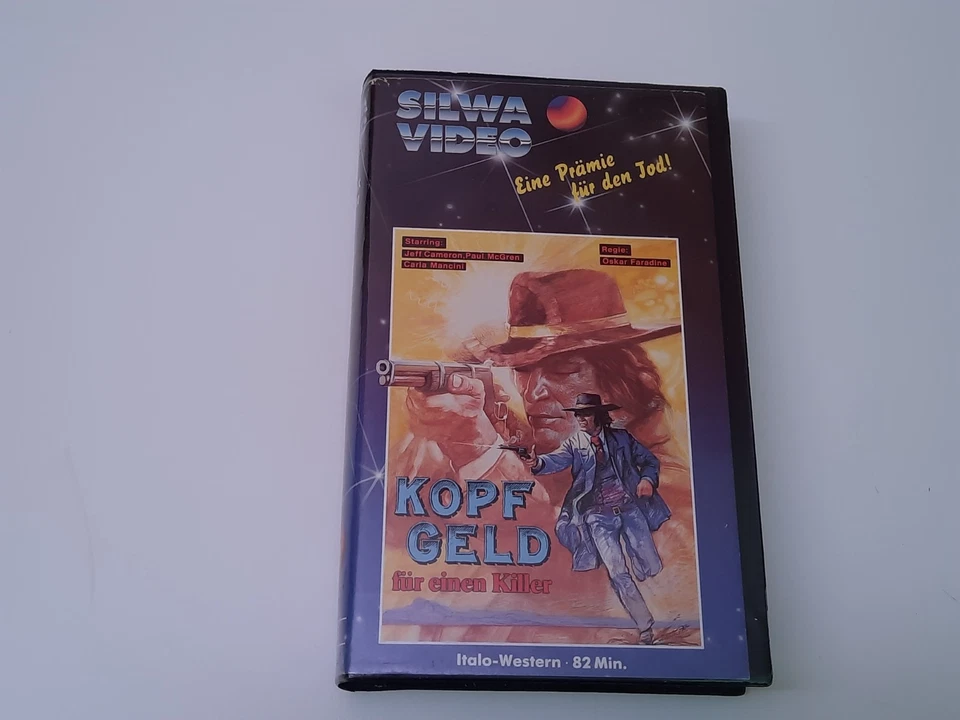 SILWA
VIDEO
Eine Prämie
für den Tod!
Starring:
Jeff Cameron, Paul McGren
Carla Mancini
Regie:
Oskar Faradine
KOPF
GELD
für einen Killer
Italo-Western · 82 Min.